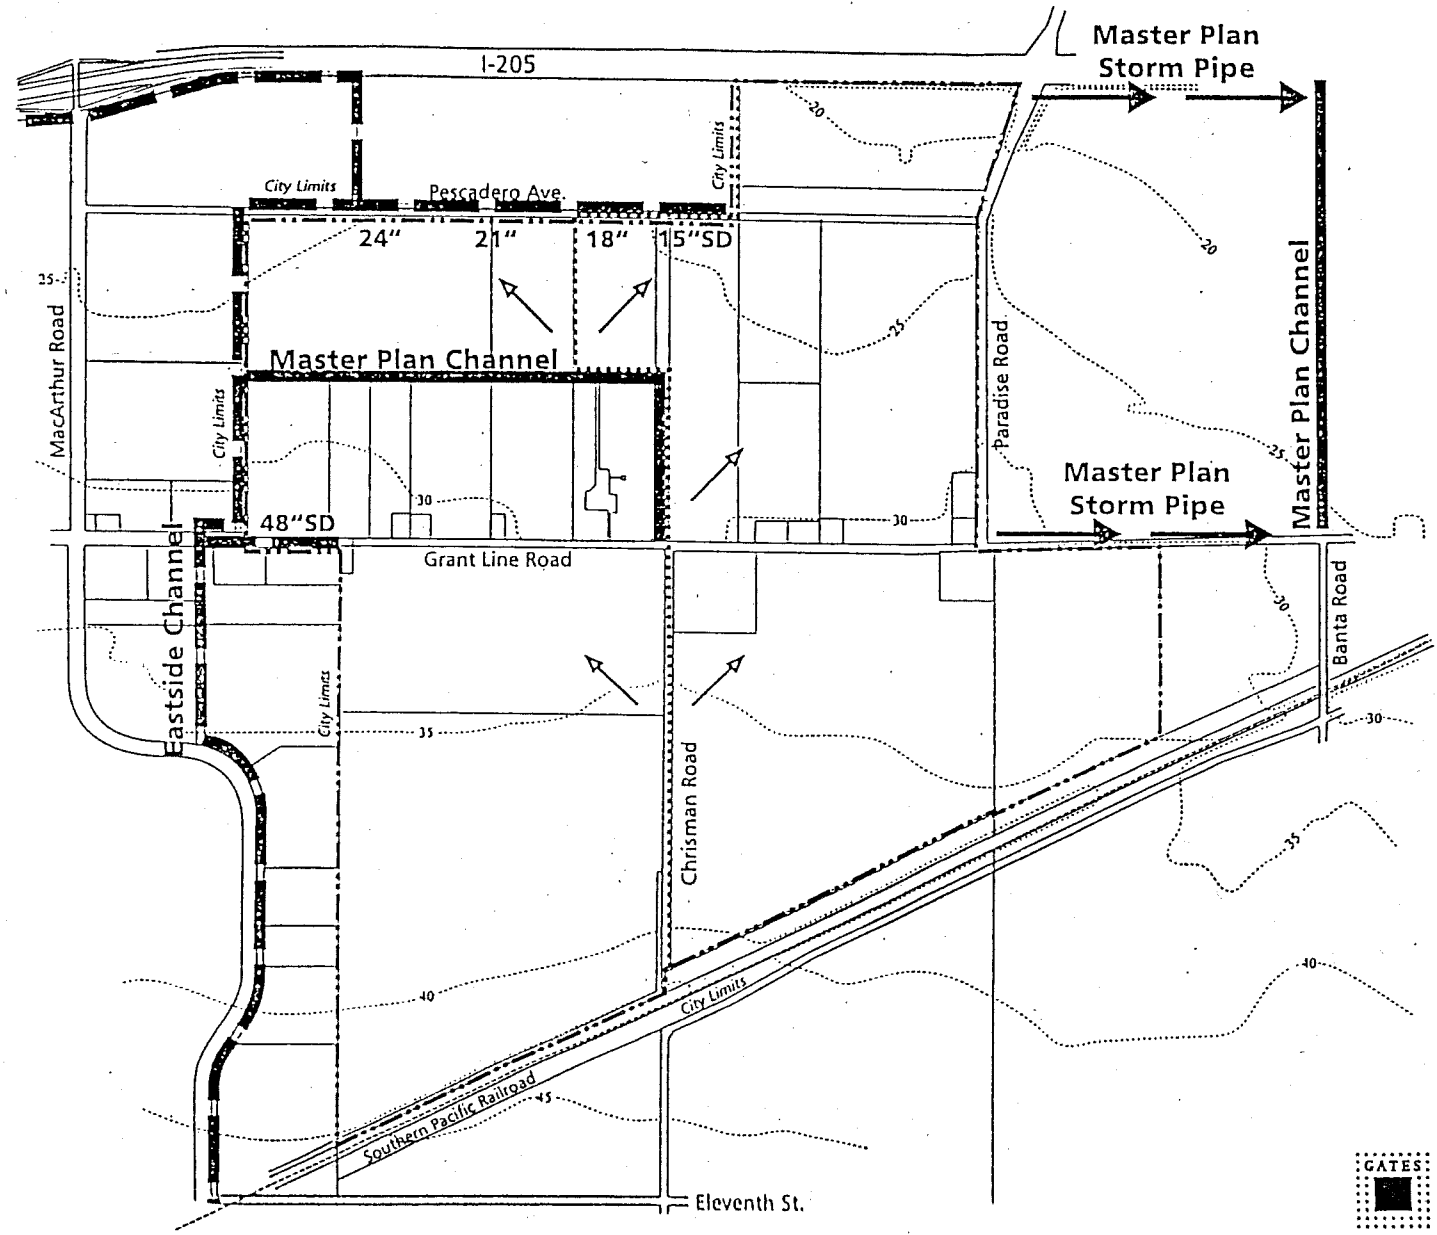 Master Plan
Storm Pipe
I-205
20
City Limits
City Limits
Pescadero Ave.
24"
21"
18"
15"SD
20
25
25
MacArthur Road
Master Plan Channel
Paradise Road
Master Plan Channel
City Limits
25
30
Master Plan
Storm Pipe
30
48"SD
Grant Line Road
Eastside Channel
30
Banta Road
City Limits
35
30
Chrisman Road
35
40
40
City Limits
Southern Pacific Railroad
45
GATES
Eleventh St.